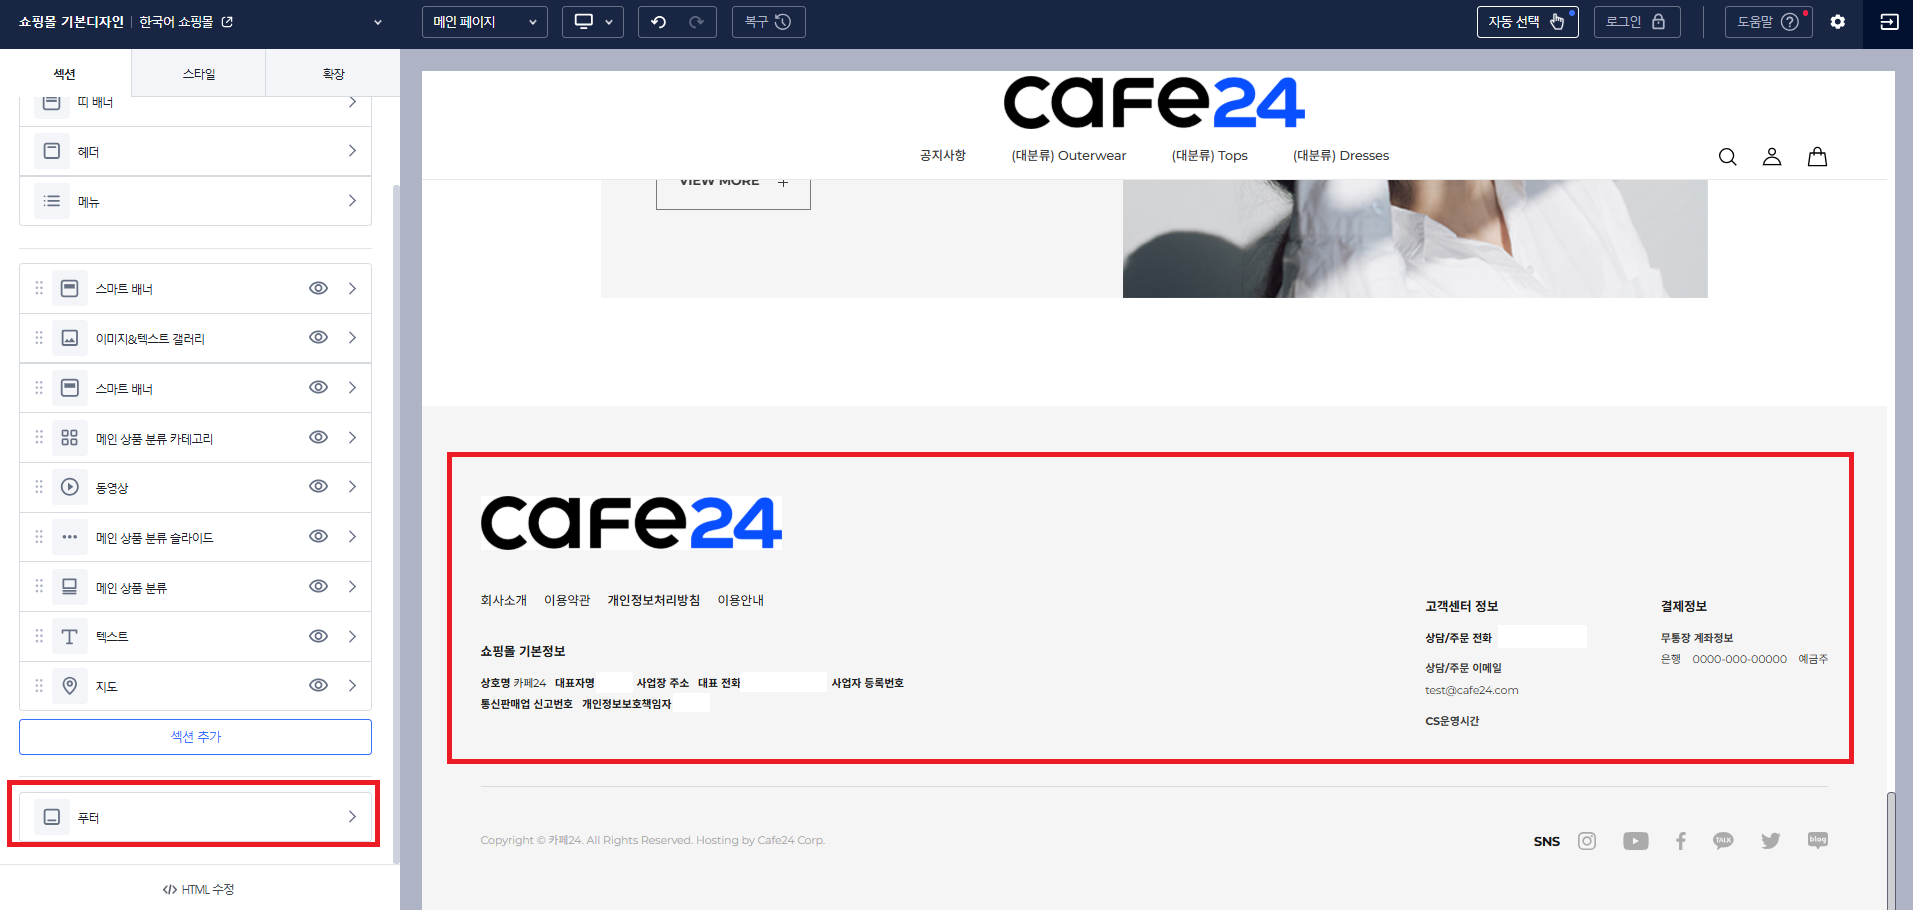 쇼핑몰 기본디자인 | 한국어 쇼핑몰
메인 페이지
복구
자동 선택
로그인
도움말
섹션
스타일
확장
띠 배너
헤더
메뉴
스마트 배너
이미지&텍스트 갤러리
스마트 배너
메인 상품 분류 카테고리
동영상
메인 상품 분류 슬라이드
메인 상품 분류
텍스트
지도
섹션 추가
푸터
</> HTML 수정
cafe24
공지사항 (대분류) Outerwear (대분류) Tops (대분류) Dresses
VIEW MORE +
cafe24
회사소개 이용약관 개인정보처리방침 이용안내
쇼핑몰 기본정보
상호명 카페24 대표자명 사업장 주소 대표 전화 사업자 등록번호
통신판매업 신고번호 개인정보보호책임자
고객센터 정보
상담/주문 전화
상담/주문 이메일
test@cafe24.com
CS운영시간
결제정보
무통장 계좌정보
은행 0000-000-00000 예금주
Copyright © 카페24. All Rights Reserved. Hosting by Cafe24 Corp.
SNS
TALK
blog